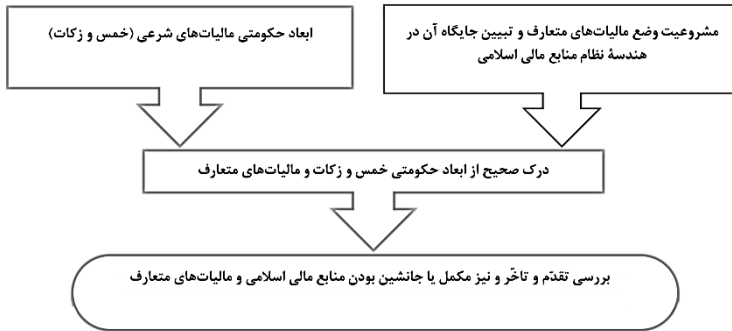 مشروعیت وضع مالیات‌های متعارف و تبیین جایگاه آن در
هندسۀ نظام منابع مالی اسلامی
ابعاد حکومتی مالیات‌های شرعی (خمس و زکات)
درک صحیح از ابعاد حکومتی خمس و زکات و مالیات‌های متعارف
بررسی تقدّم و تاخّر و نیز مکمل یا جانشین بودن منابع مالی اسلامی و مالیات‌های متعارف